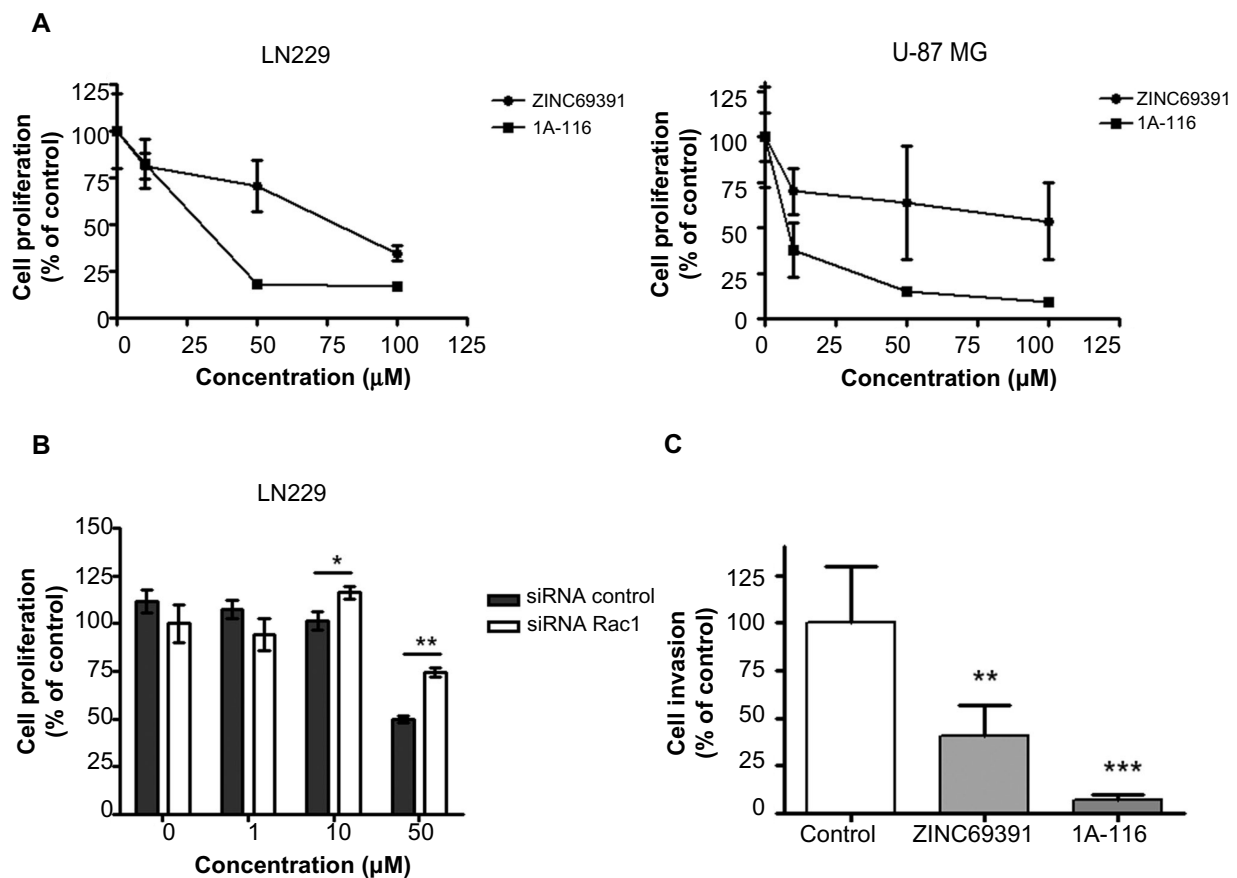 A
LN229
Cell proliferation
(% of control)
125
100
75
50
25
0
0 25 50 75 100 125
Concentration (μM)
ZINC69391
1A-116
U-87 MG
Cell proliferation
(% of control)
125
100
75
50
25
0
0 25 50 75 100 125
Concentration (μM)
ZINC69391
1A-116
B
LN229
Cell proliferation
(% of control)
150
125
100
75
50
25
0
*
**
0 1 10 50
Concentration (μM)
siRNA control
siRNA Rac1
C
Cell invasion
(% of control)
125
100
75
50
25
0
**
***
Control ZINC69391 1A-116